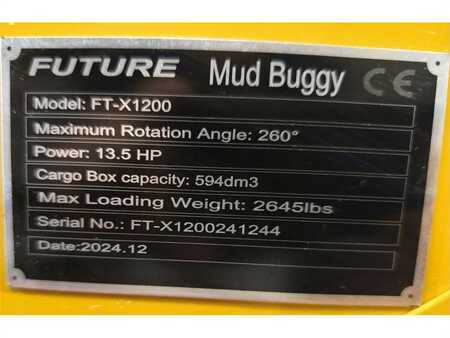 FUTURE Mud Buggy CE
Model: FT-X1200
Maximum Rotation Angle: 260°
Power: 13.5 HP
Cargo Box capacity: 594dm3
Max Loading Weight: 2645lbs
Serial No.: FT-X1200241244
Date:2024.12